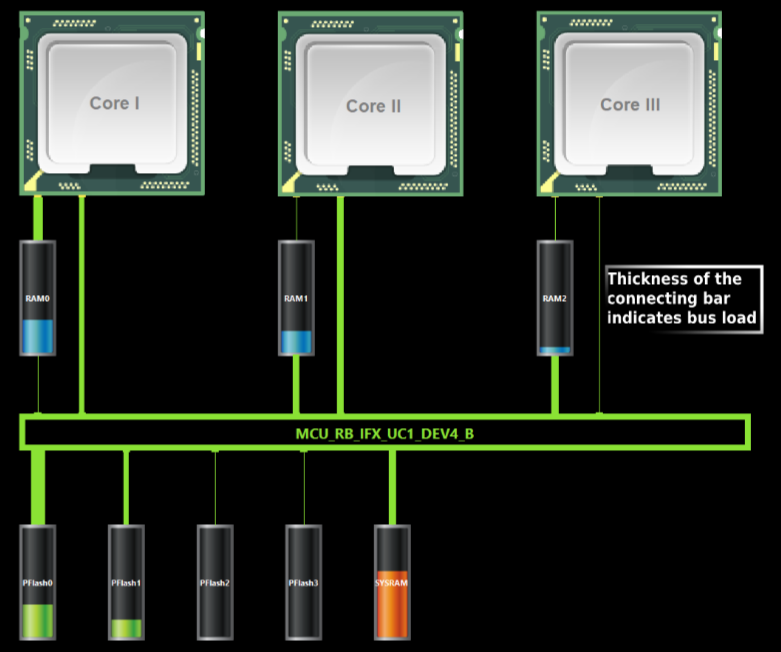 Core I
Core II
Core III
RAM0
RAM1
RAM2
Thickness of the
connecting bar
indicates bus load
MCU_RB_IFX_UC1_DEV4_B
PFlash0
PFlash1
PFlash2
PFlash3
SYSRAM